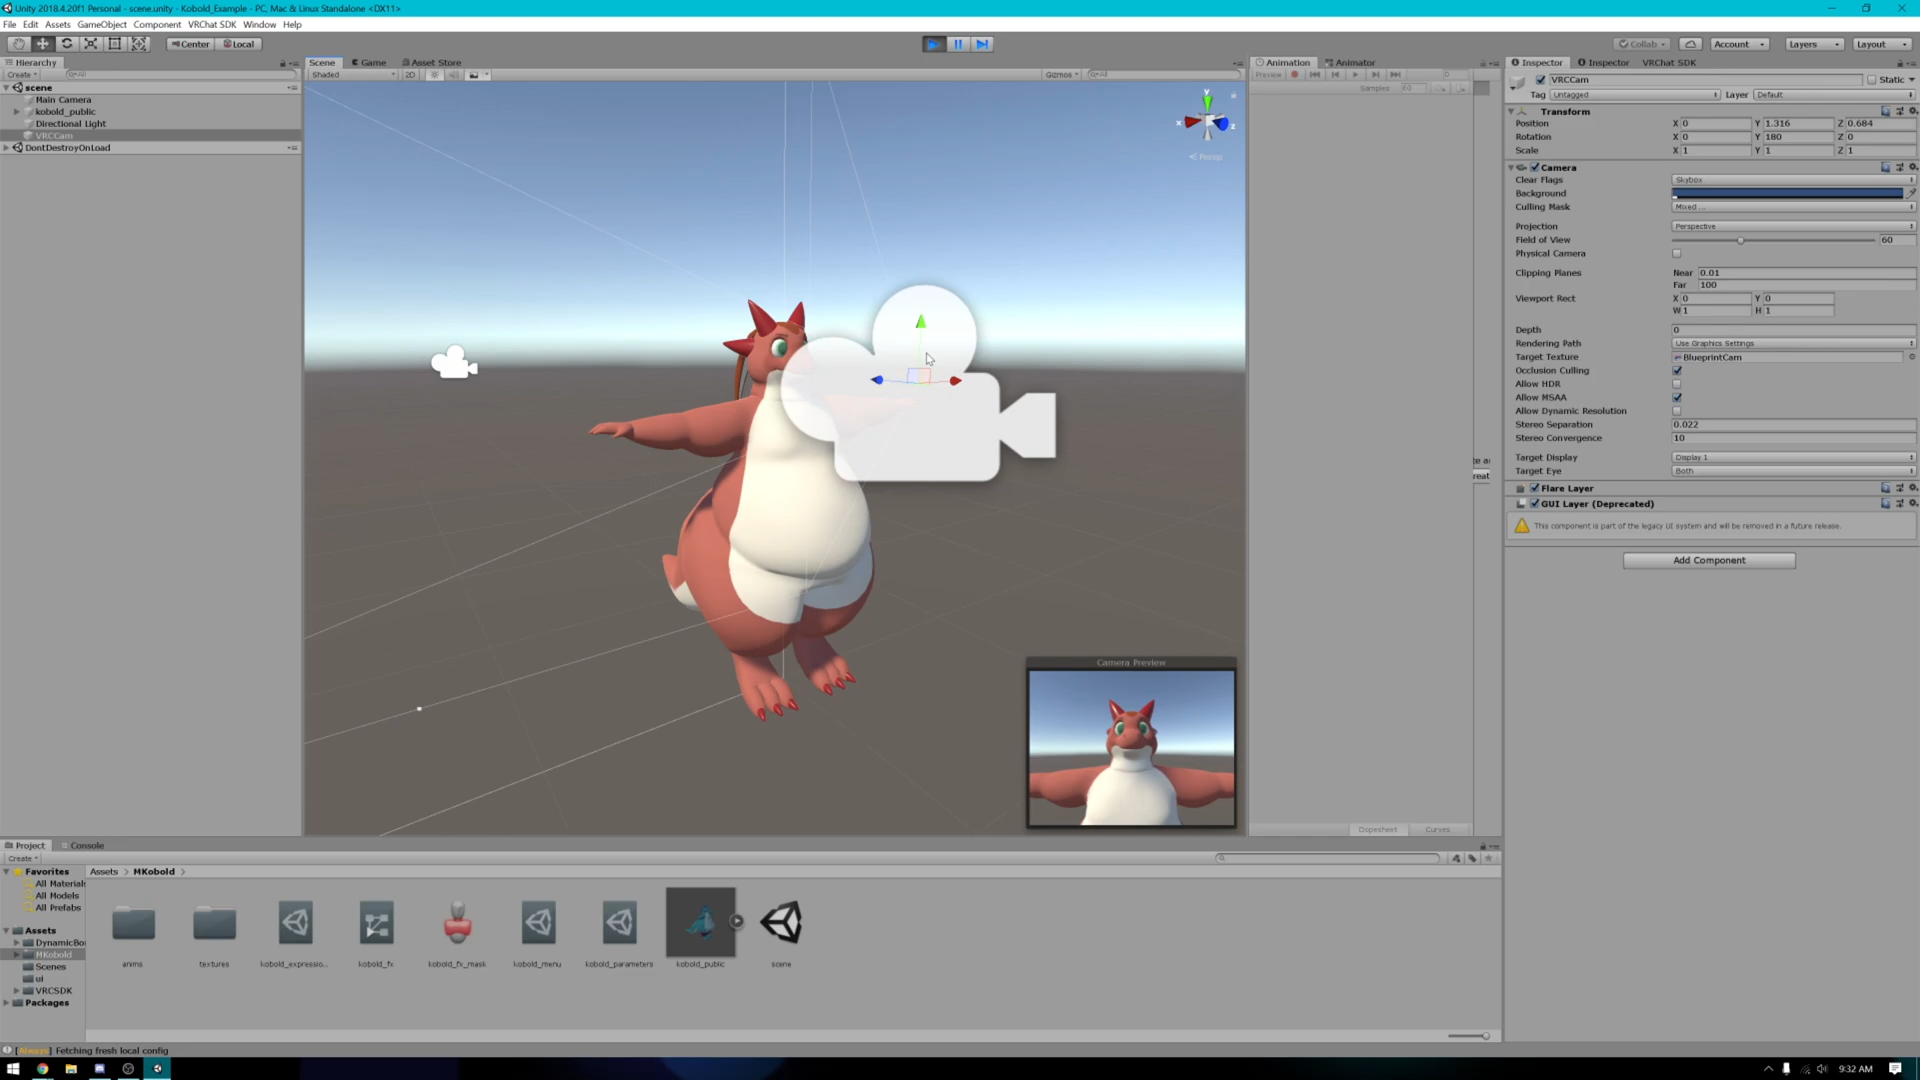 Unity 2018.4.20f1 Personal - scene.unity - Kobold_Example - PC, Mac & Linux Standalone <DX11>
File Edit Assets GameObject Component VRChat SDK Window Help
Center Local
Collab Account Layers Layout
Hierarchy
Create
scene
Main Camera
kobold_public
Directional Light
VRCCam
DontDestroyOnLoad
Scene Game Asset Store
Shaded 2D Gizmos
y
x
z
Persp
Camera Preview
Animation Animator
Preview 0
Samples 60
Dopesheet Curves
Inspector Inspector VRChat SDK
VRCCam Static
Tag Untagged Layer Default
Transform
Position X 0 Y 1.316 Z 0.684
Rotation X 0 Y 180 Z 0
Scale X 1 Y 1 Z 1
Camera
Clear Flags Skybox
Background
Culling Mask Mixed ...
Projection Perspective
Field of View 60
Physical Camera
Clipping Planes Near 0.01
Far 100
Viewport Rect X 0 Y 0
W 1 H 1
Depth 0
Rendering Path Use Graphics Settings
Target Texture BlueprintCam
Occlusion Culling
Allow HDR
Allow MSAA
Allow Dynamic Resolution
Stereo Separation 0.022
Stereo Convergence 10
Target Display Display 1
Target Eye Both
Flare Layer
GUI Layer (Deprecated)
This component is part of the legacy UI system and will be removed in a future release.
Add Component
Project Console
Create
Favorites
All Materials
All Models
All Prefabs
Assets
DynamicBo
MKobold
Scenes
ui
VRCSDK
Packages
Assets > MKobold >
anims textures kobold_expressio... kobold_fx kobold_fx_mask kobold_menu kobold_parameters kobold_public scene
[Always] Fetching fresh local config
9:32 AM